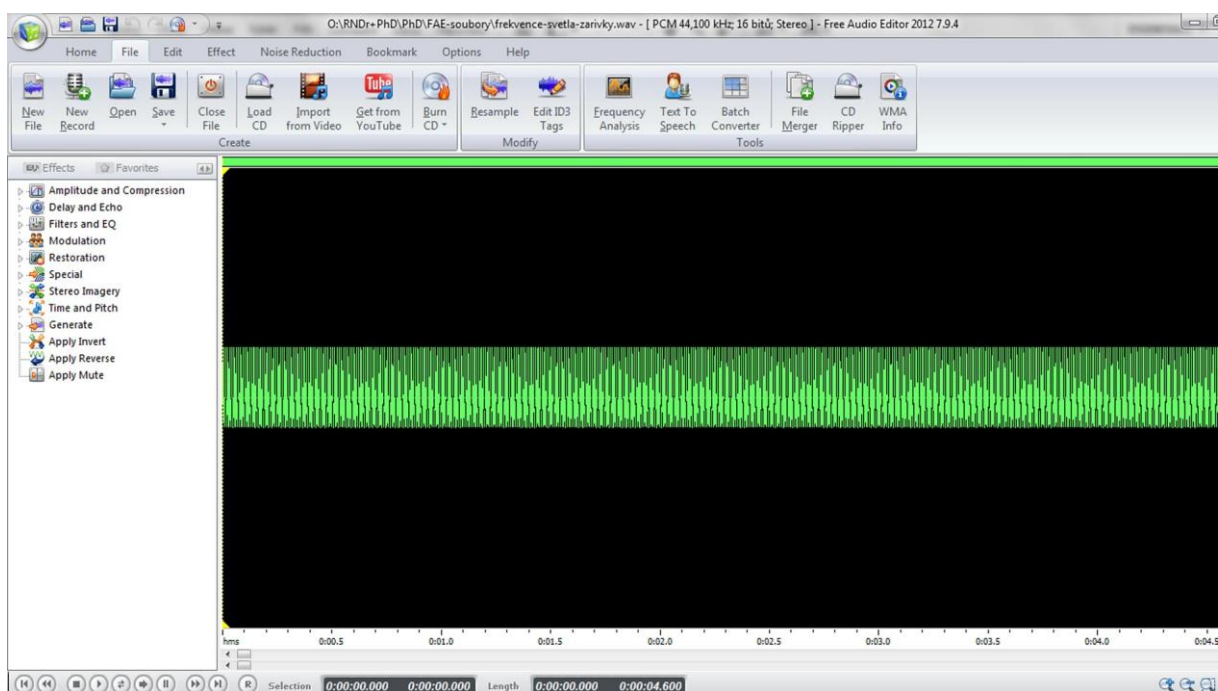 O:\RNDr+PhD\PhD\FAE-soubory\frekvence-svetla-zarivky.wav - [ PCM 44,100 kHz; 16 bitů; Stereo ] - Free Audio Editor 2012 7.9.4
Home File Edit Effect Noise Reduction Bookmark Options Help
New File
New Record
Open
Save
Close File
Load CD
Import from Video
Tube
Get from YouTube
Burn CD
Resample
Edit ID3 Tags
Frequency Analysis
Text To Speech
Batch Converter
File Merger
CD Ripper
WMA Info
Create Modify Tools
Effects Favorites
Amplitude and Compression
Delay and Echo
Filters and EQ
Modulation
Restoration
Special
Stereo Imagery
Time and Pitch
Generate
Apply Invert
Apply Reverse
Apply Mute
hms 0:00.5 0:01.0 0:01.5 0:02.0 0:02.5 0:03.0 0:03.5 0:04.0 0:04.5
R Selection 0:00:00.000 0:00:00.000 Length 0:00:00.000 0:00:04.600